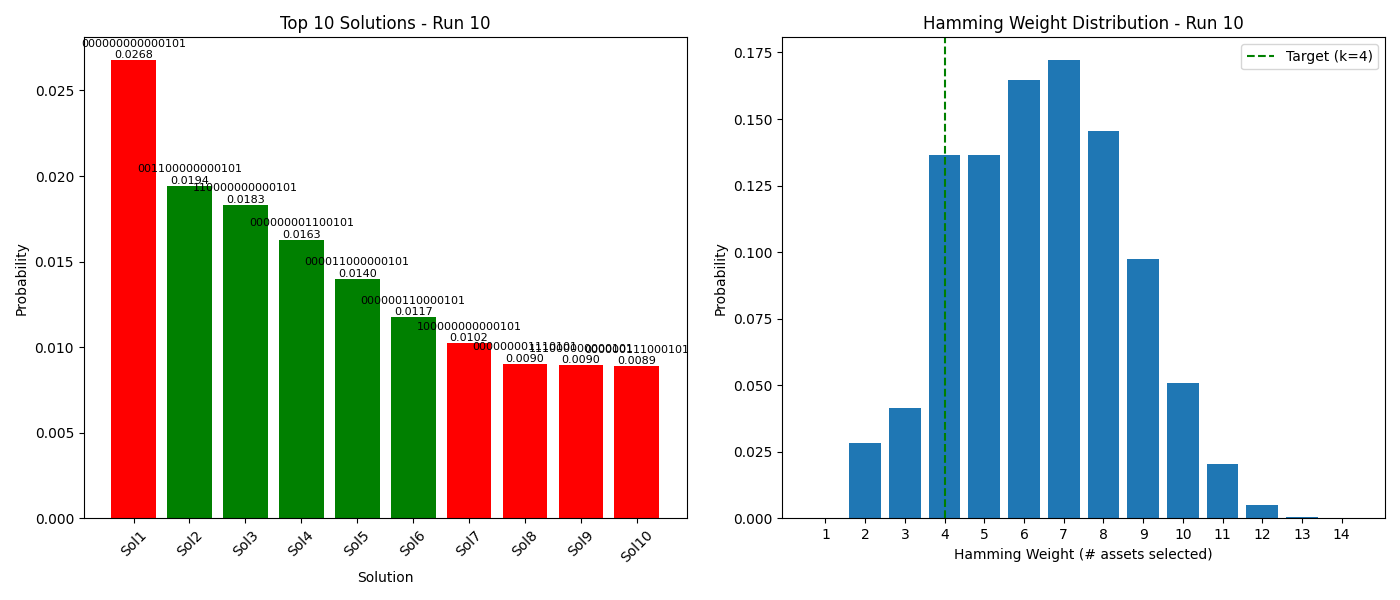 Top 10 Solutions - Run 10
000000000000101
0.0268
001100000000101
0.0194
110000000000101
0.0183
000000001100101
0.0163
000011000000101
0.0140
000000110000101
0.0117
100000000000101
0.0102
0.0090
0.0090
0.0089
Probability
0.025
0.020
0.015
0.010
0.005
0.000
Sol1
Sol2
Sol3
Sol4
Sol5
Sol6
Sol7
Sol8
Sol9
Sol10
Solution
Hamming Weight Distribution - Run 10
Target (k=4)
Probability
0.175
0.150
0.125
0.100
0.075
0.050
0.025
0.000
1 2 3 4 5 6 7 8 9 10 11 12 13 14
Hamming Weight (# assets selected)